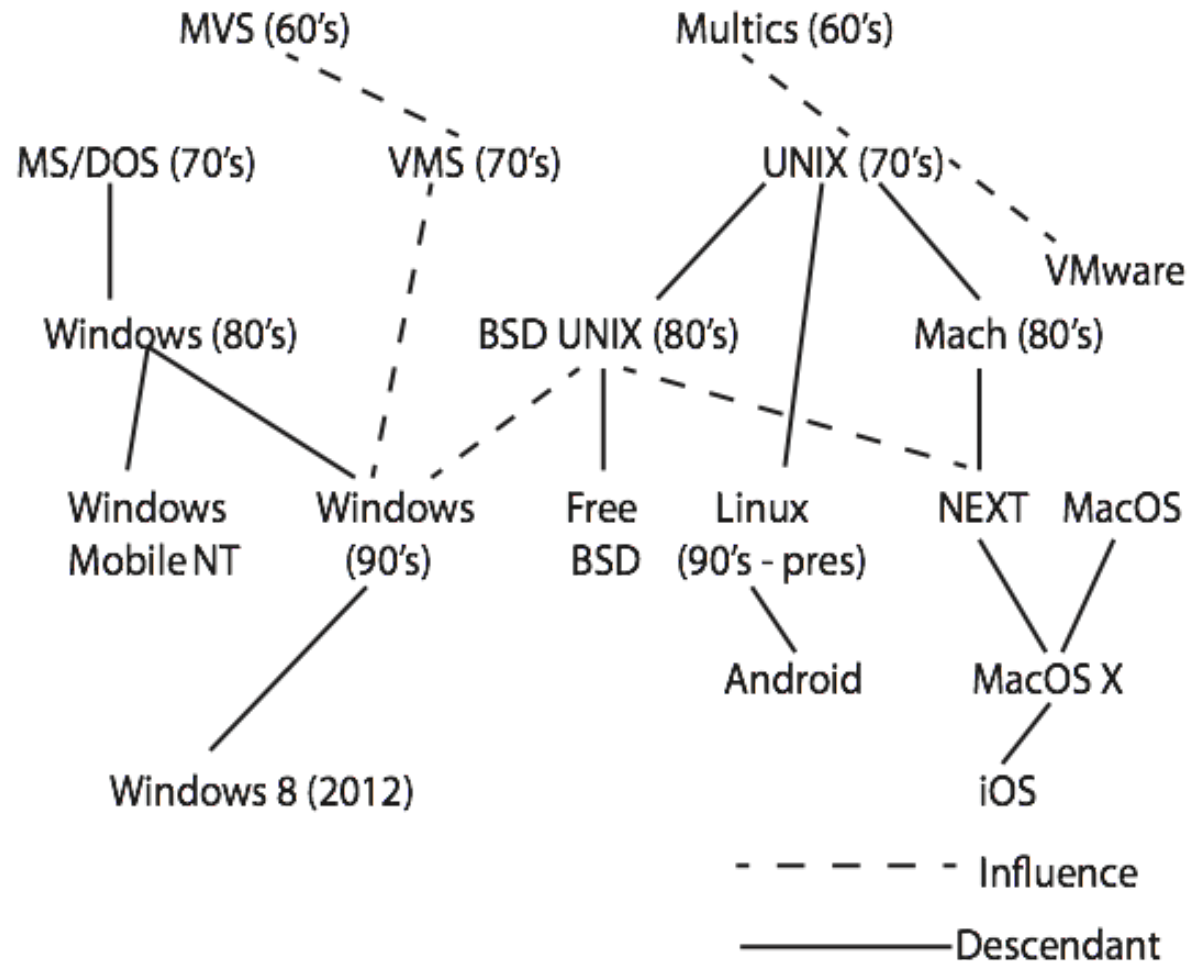 MVS (60's)
Multics (60's)
MS/DOS (70's)
VMS (70's)
UNIX (70's)
VMware
Windows (80's)
BSD UNIX (80's)
Mach (80's)
Windows
Mobile NT
Windows
(90's)
Free
BSD
Linux
(90's - pres)
NEXT
MacOS
Android
MacOS X
Windows 8 (2012)
iOS
Influence
Descendant